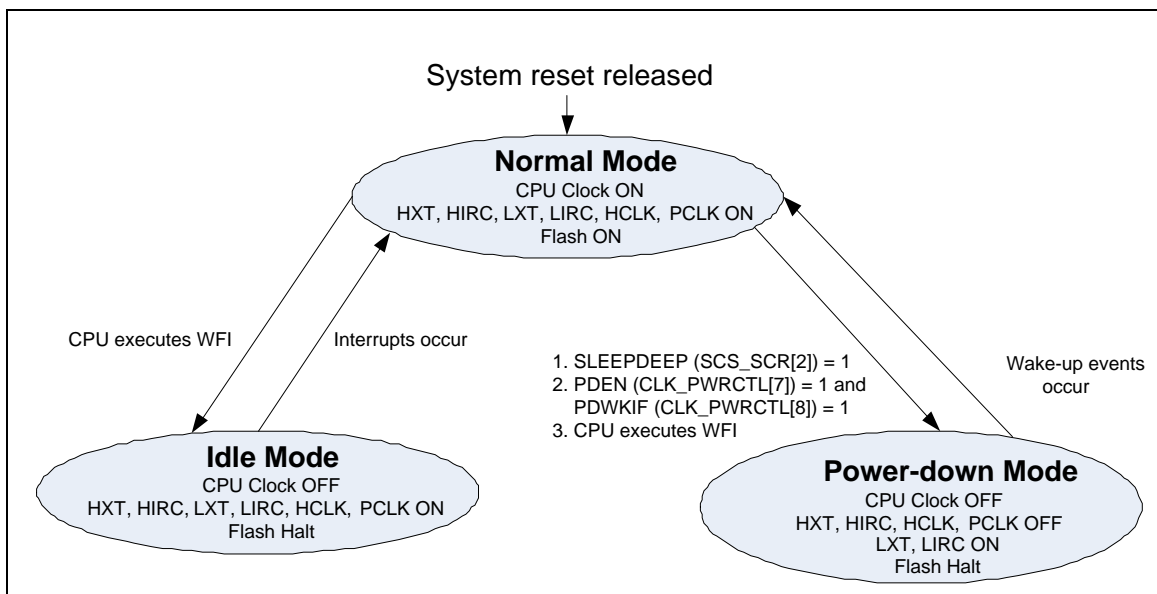 System reset released
Normal Mode
CPU Clock ON
HXT, HIRC, LXT, LIRC, HCLK, PCLK ON
Flash ON
CPU executes WFI
Interrupts occur
1. SLEEPDEEP (SCS_SCR[2]) = 1
2. PDEN (CLK_PWRCTL[7]) = 1 and
PDWKIF (CLK_PWRCTL[8]) = 1
3. CPU executes WFI
Wake-up events
occur
Idle Mode
CPU Clock OFF
HXT, HIRC, LXT, LIRC, HCLK, PCLK ON
Flash Halt
Power-down Mode
CPU Clock OFF
HXT, HIRC, HCLK, PCLK OFF
LXT, LIRC ON
Flash Halt